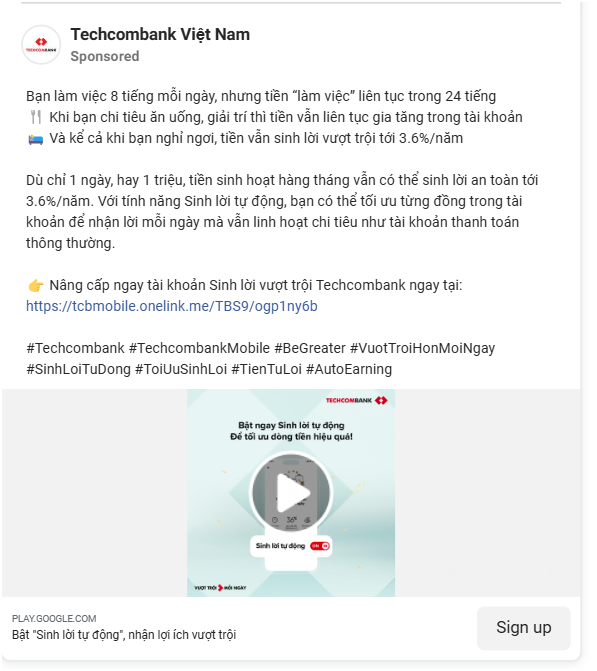 TECHCOMBANK
Techcombank Việt Nam
Sponsored
Bạn làm việc 8 tiếng mỗi ngày, nhưng tiền “làm việc” liên tục trong 24 tiếng
🍴 Khi bạn chi tiêu ăn uống, giải trí thì tiền vẫn liên tục gia tăng trong tài khoản
🛌 Và kể cả khi bạn nghỉ ngơi, tiền vẫn sinh lời vượt trội tới 3.6%/năm
Dù chỉ 1 ngày, hay 1 triệu, tiền sinh hoạt hàng tháng vẫn có thể sinh lời an toàn tới
3.6%/năm. Với tính năng Sinh lời tự động, bạn có thể tối ưu từng đồng trong tài
khoản để nhận lời mỗi ngày mà vẫn linh hoạt chi tiêu như tài khoản thanh toán
thông thường.
👉 Nâng cấp ngay tài khoản Sinh lời vượt trội Techcombank ngay tại:
https://tcbmobile.onelink.me/TBS9/ogp1ny6b
#Techcombank #TechcombankMobile #BeGreater #VuotTroiHonMoiNgay
#SinhLoiTuDong #ToiUuSinhLoi #TienTuLoi #AutoEarning
TECHCOMBANK
Bật ngay Sinh lời tự động
Để tối ưu dòng tiền hiệu quả!
Sinh lời tự động ON
VƯỢT TRỘI MỖI NGÀY
PLAY.GOOGLE.COM
Bật "Sinh lời tự động", nhận lợi ích vượt trội
Sign up